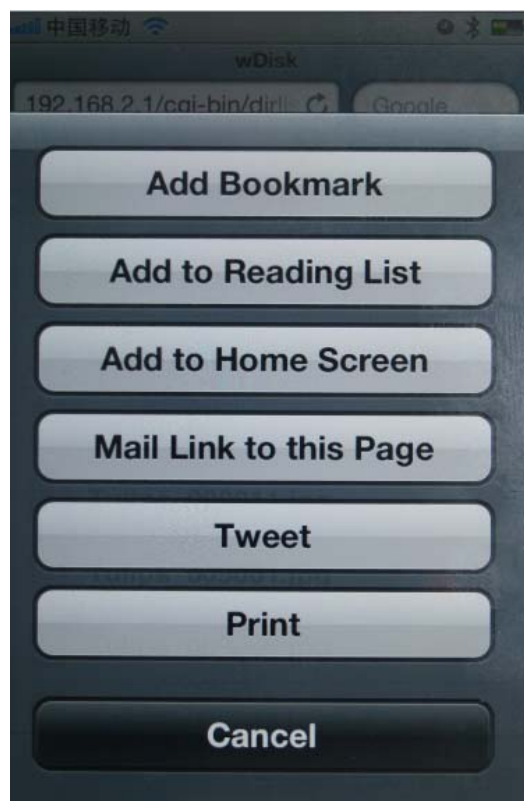 中国移动
wDisk
192.168.2.1/cgi-bin/dirli
Google
Add Bookmark
Add to Reading List
Add to Home Screen
Mail Link to this Page
Tweet
Print
Cancel